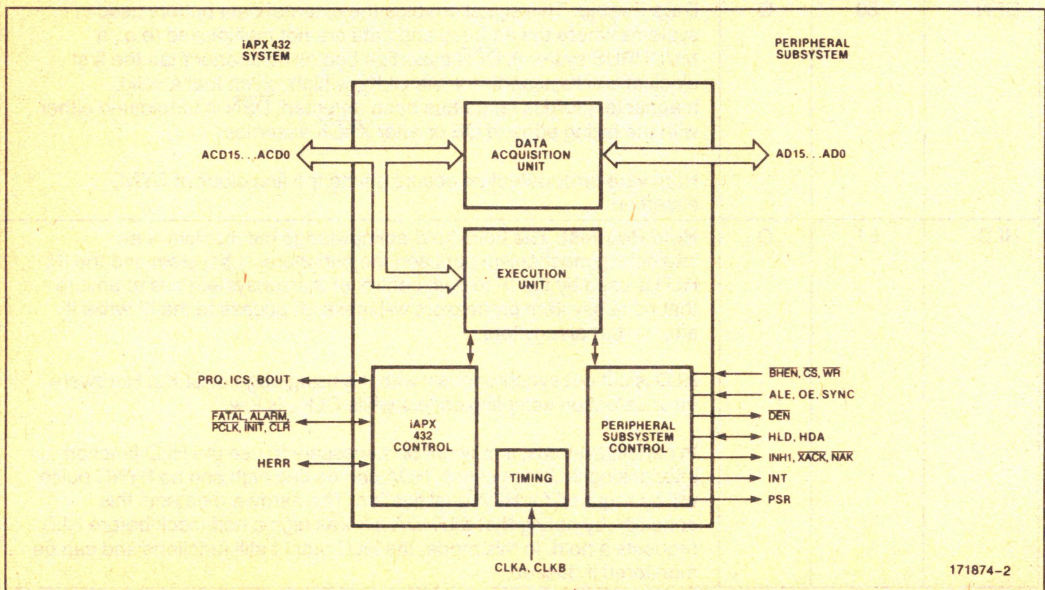 iAPX 432
SYSTEM
PERIPHERAL
SUBSYSTEM
ACD15...ACD0
DATA
ACQUISITION
UNIT
AD15...AD0
EXECUTION
UNIT
PRQ, ICS, BOUT
FATAL, ALARM,
PCLK, INIT, CLR
HERR
iAPX
432
CONTROL
TIMING
PERIPHERAL
SUBSYSTEM
CONTROL
BHEN, CS, WR
ALE, OE, SYNC
DEN
HLD, HDA
INH1, XACK, NAK
INT
PSR
CLKA, CLKB
171874-2